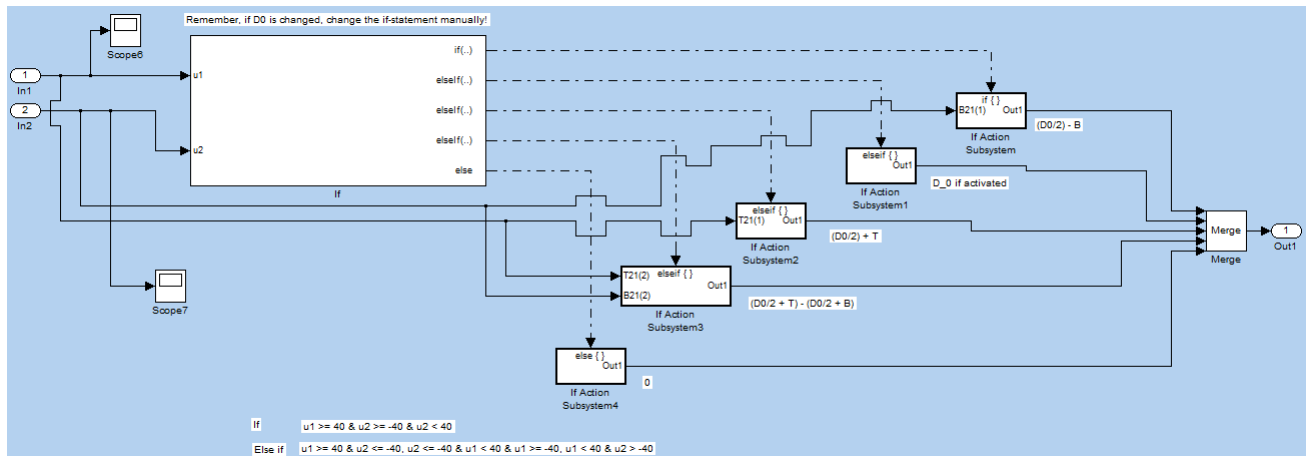 Remember, if D0 is changed, change the if-statement manually!
Scope6
1
In1
2
In2
u1
u2
if(..)
elseIf(..)
elseIf(..)
elseIf(..)
else
If
if { }
B21(1) Out1
If Action
Subsystem
(D0/2) - B
elseif { }
Out1
If Action
Subsystem1
D_0 if activated
elseif { }
T21(1) Out1
If Action
Subsystem2
(D0/2) + T
elseif { }
T21(2)
B21(2)
Out1
If Action
Subsystem3
(D0/2 + T) - (D0/2 + B)
else { }
Out1
If Action
Subsystem4
0
Merge
Merge
1
Out1
Scope7
If u1 >= 40 & u2 >= -40 & u2 < 40
Else if u1 >= 40 & u2 <= -40, u2 <= -40 & u1 < 40 & u1 >= -40, u1 < 40 & u2 > -40